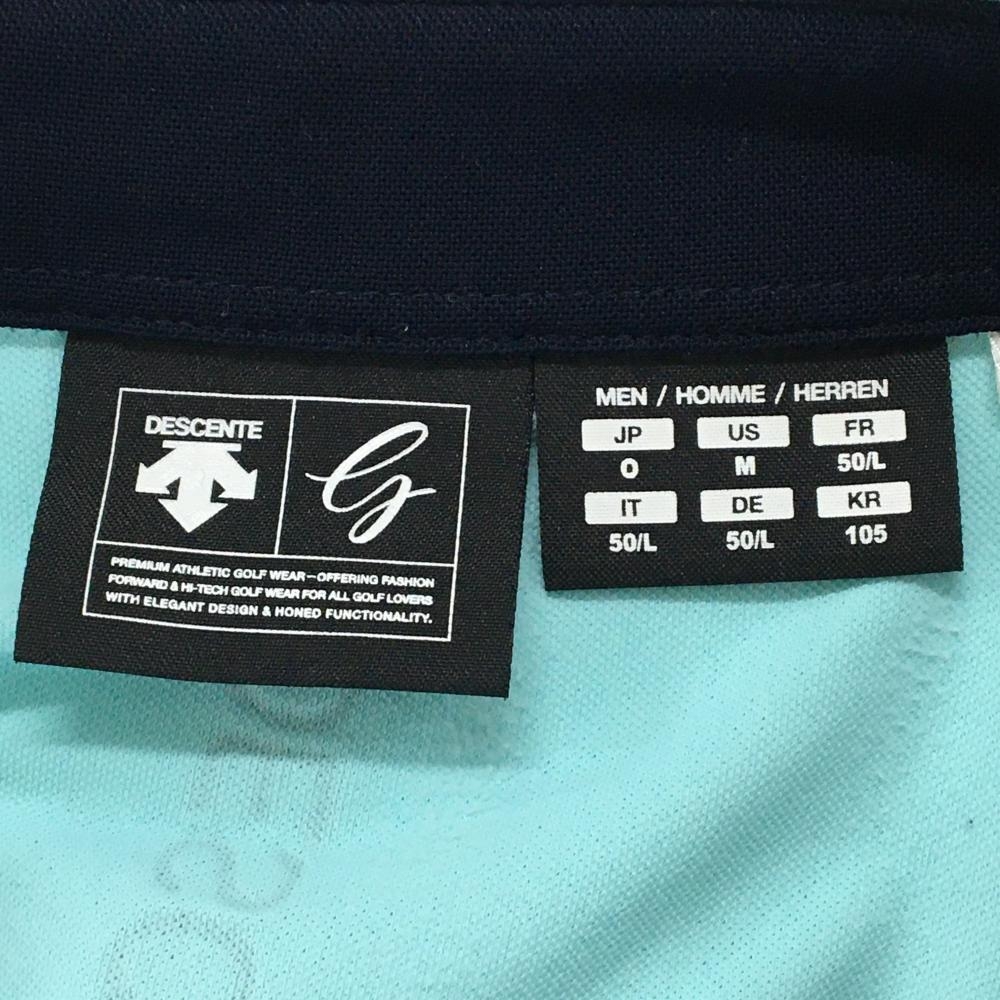 DESCENTE
G
PREMIUM ATHLETIC GOLF WEAR—OFFERING FASHION
FORWARD & HI-TECH GOLF WEAR FOR ALL GOLF LOVERS
WITH ELEGANT DESIGN & HONED FUNCTIONALITY.
MEN / HOMME / HERREN
JP US FR
O M 50/L
IT DE KR
50/L 50/L 105